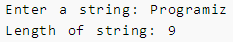 Enter a string: Programiz
Length of string: 9